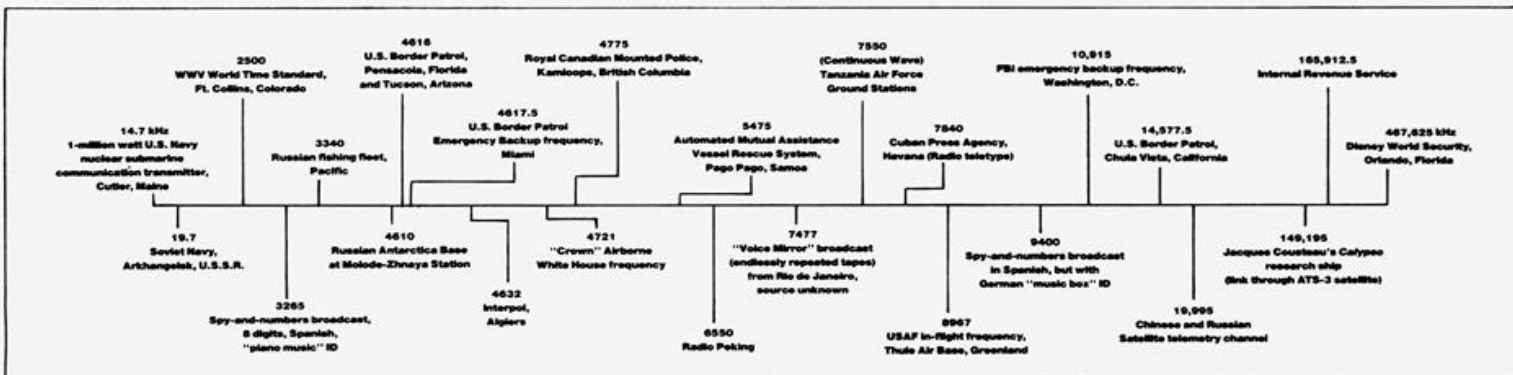 14.7 kHz
1-million watt U.S. Navy
nuclear submarine
communication transmitter,
Cutler, Maine
19.7
Soviet Navy,
Arkhangelsk, U.S.S.R.
2500
WWV World Time Standard,
Ft. Collins, Colorado
3265
Spy-and-numbers broadcast,
5 digits, Spanish,
"piano music" ID
3340
Russian fishing fleet,
Pacific
4610
Russian Antarctica Base
at Molode-Zhnaya Station
4616
U.S. Border Patrol,
Pensacola, Florida
and Tucson, Arizona
4617.5
U.S. Border Patrol
Emergency Backup frequency,
Miami
4632
Interpol,
Algiers
4721
"Crown" Airborne
White House frequency
4775
Royal Canadian Mounted Police,
Kamloops, British Columbia
5475
Automated Mutual Assistance
Vessel Rescue System,
Pago Pago, Samoa
6550
Radio Peking
7477
"Voice Mirror" broadcast
(endlessly repeated tapes)
from Rio de Janeiro,
source unknown
7550
(Continuous Wave)
Tanzania Air Force
Ground Stations
7840
Cuban Press Agency,
Havana (Radio teletype)
8967
USAF in-flight frequency,
Thule Air Base, Greenland
9400
Spy-and-numbers broadcast
in Spanish, but with
German "music box" ID
10,915
FBI emergency backup frequency,
Washington, D.C.
14,577.5
U.S. Border Patrol,
Chula Vista, California
19,995
Chinese and Russian
Satellite telemetry channel
149,195
Jacques Cousteau's Calypso
research ship
(link through ATS-3 satellite)
165,912.5
Internal Revenue Service
467,625 kHz
Disney World Security,
Orlando, Florida